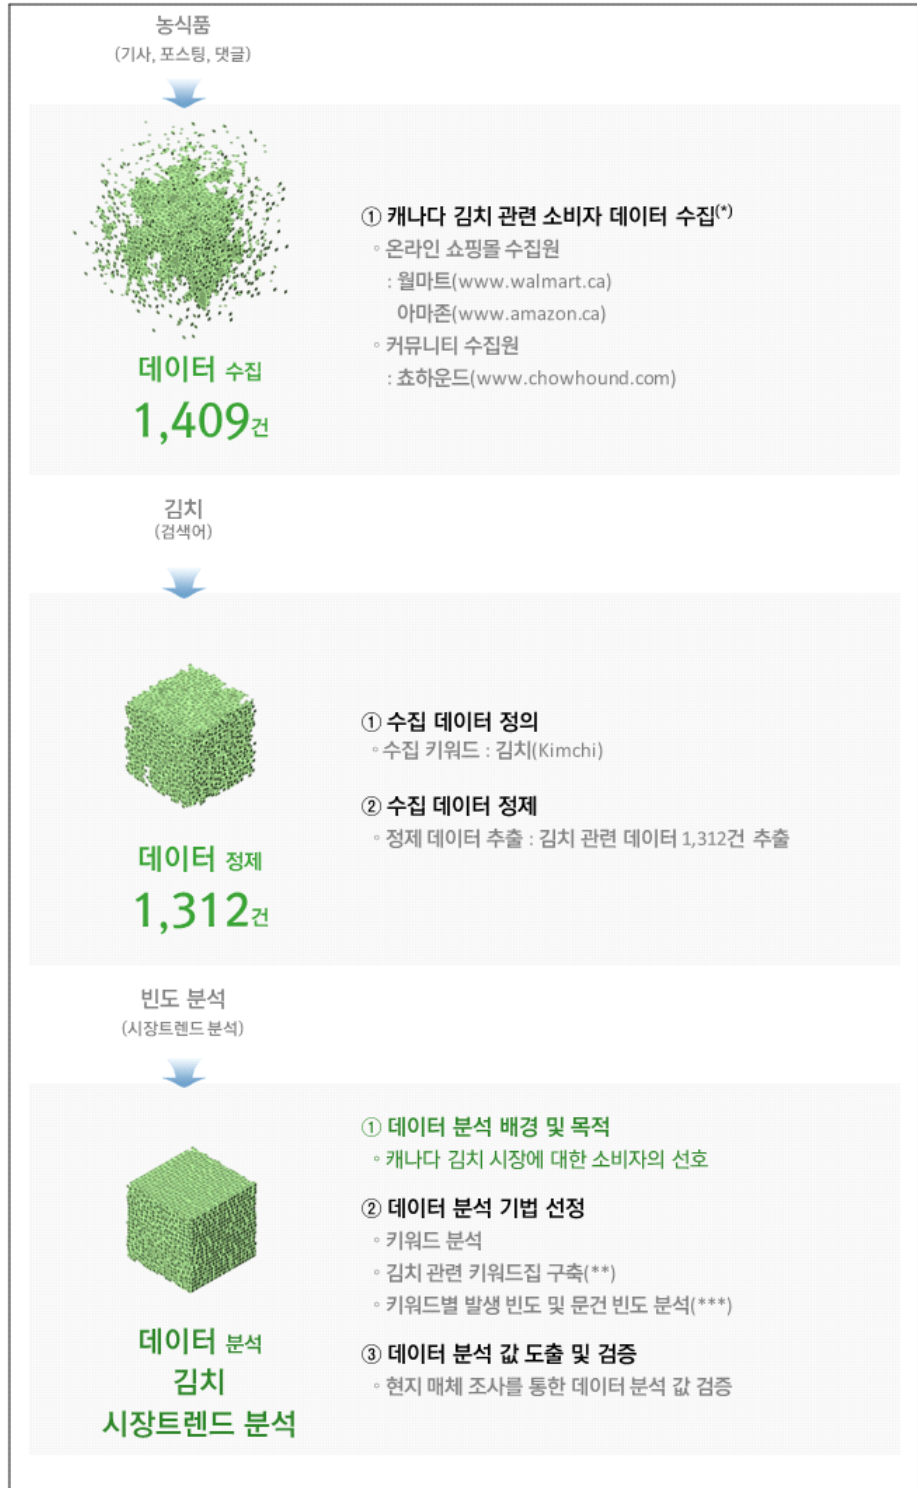 농식품
(기사, 포스팅, 댓글)
데이터 수집
1,409건
① 캐나다 김치 관련 소비자 데이터 수집(*)
◦ 온라인 쇼핑몰 수집원
: 월마트(www.walmart.ca)
아마존(www.amazon.ca)
◦ 커뮤니티 수집원
: 쵸하운드(www.chowhound.com)
김치
(검색어)
데이터 정제
1,312건
① 수집 데이터 정의
◦ 수집 키워드 : 김치(Kimchi)
② 수집 데이터 정제
◦ 정제 데이터 추출 : 김치 관련 데이터 1,312건 추출
빈도 분석
(시장트렌드 분석)
데이터 분석
김치
시장트렌드 분석
① 데이터 분석 배경 및 목적
◦ 캐나다 김치 시장에 대한 소비자의 선호
② 데이터 분석 기법 선정
◦ 키워드 분석
◦ 김치 관련 키워드집 구축(**)
◦ 키워드별 발생 빈도 및 문건 빈도 분석(***)
③ 데이터 분석 값 도출 및 검증
◦ 현지 매체 조사를 통한 데이터 분석 값 검증